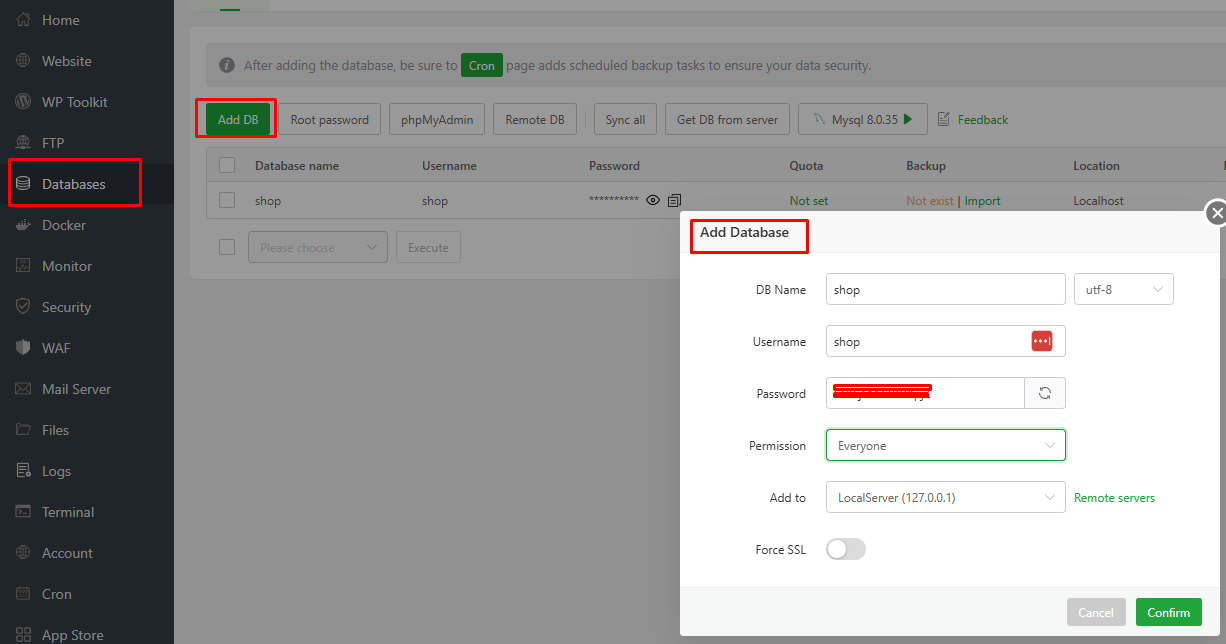 Home
Website
WP Toolkit
FTP
Databases
Docker
Monitor
Security
WAF
Mail Server
Files
Logs
Terminal
Account
Cron
App Store
After adding the database, be sure to Cron page adds scheduled backup tasks to ensure your data security.
Add DB Root password phpMyAdmin Remote DB Sync all Get DB from server Mysql 8.0.35 Feedback
Database name Username Password Quota Backup Location
shop shop ********** Not set Not exist | Import Localhost
Please choose Execute
Add Database
DB Name shop utf-8
Username shop
Password
Permission Everyone
Add to LocalServer (127.0.0.1) Remote servers
Force SSL
Cancel Confirm